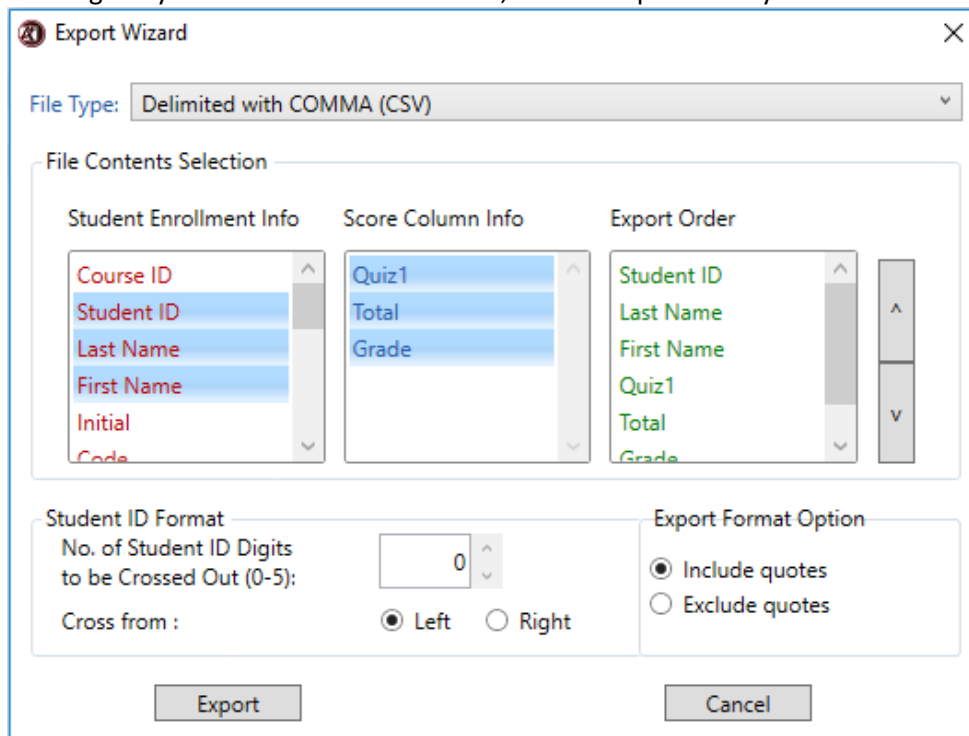 Export Wizard
File Type: Delimited with COMMA (CSV)
File Contents Selection
Student Enrollment Info
Score Column Info
Export Order
Course ID
Student ID
Last Name
First Name
Initial
Code
Quiz1
Total
Grade
Student ID
Last Name
First Name
Quiz1
Total
Grade
Student ID Format
No. of Student ID Digits
to be Crossed Out (0-5):
0
Cross from :
Left
Right
Export Format Option
Include quotes
Exclude quotes
Export
Cancel